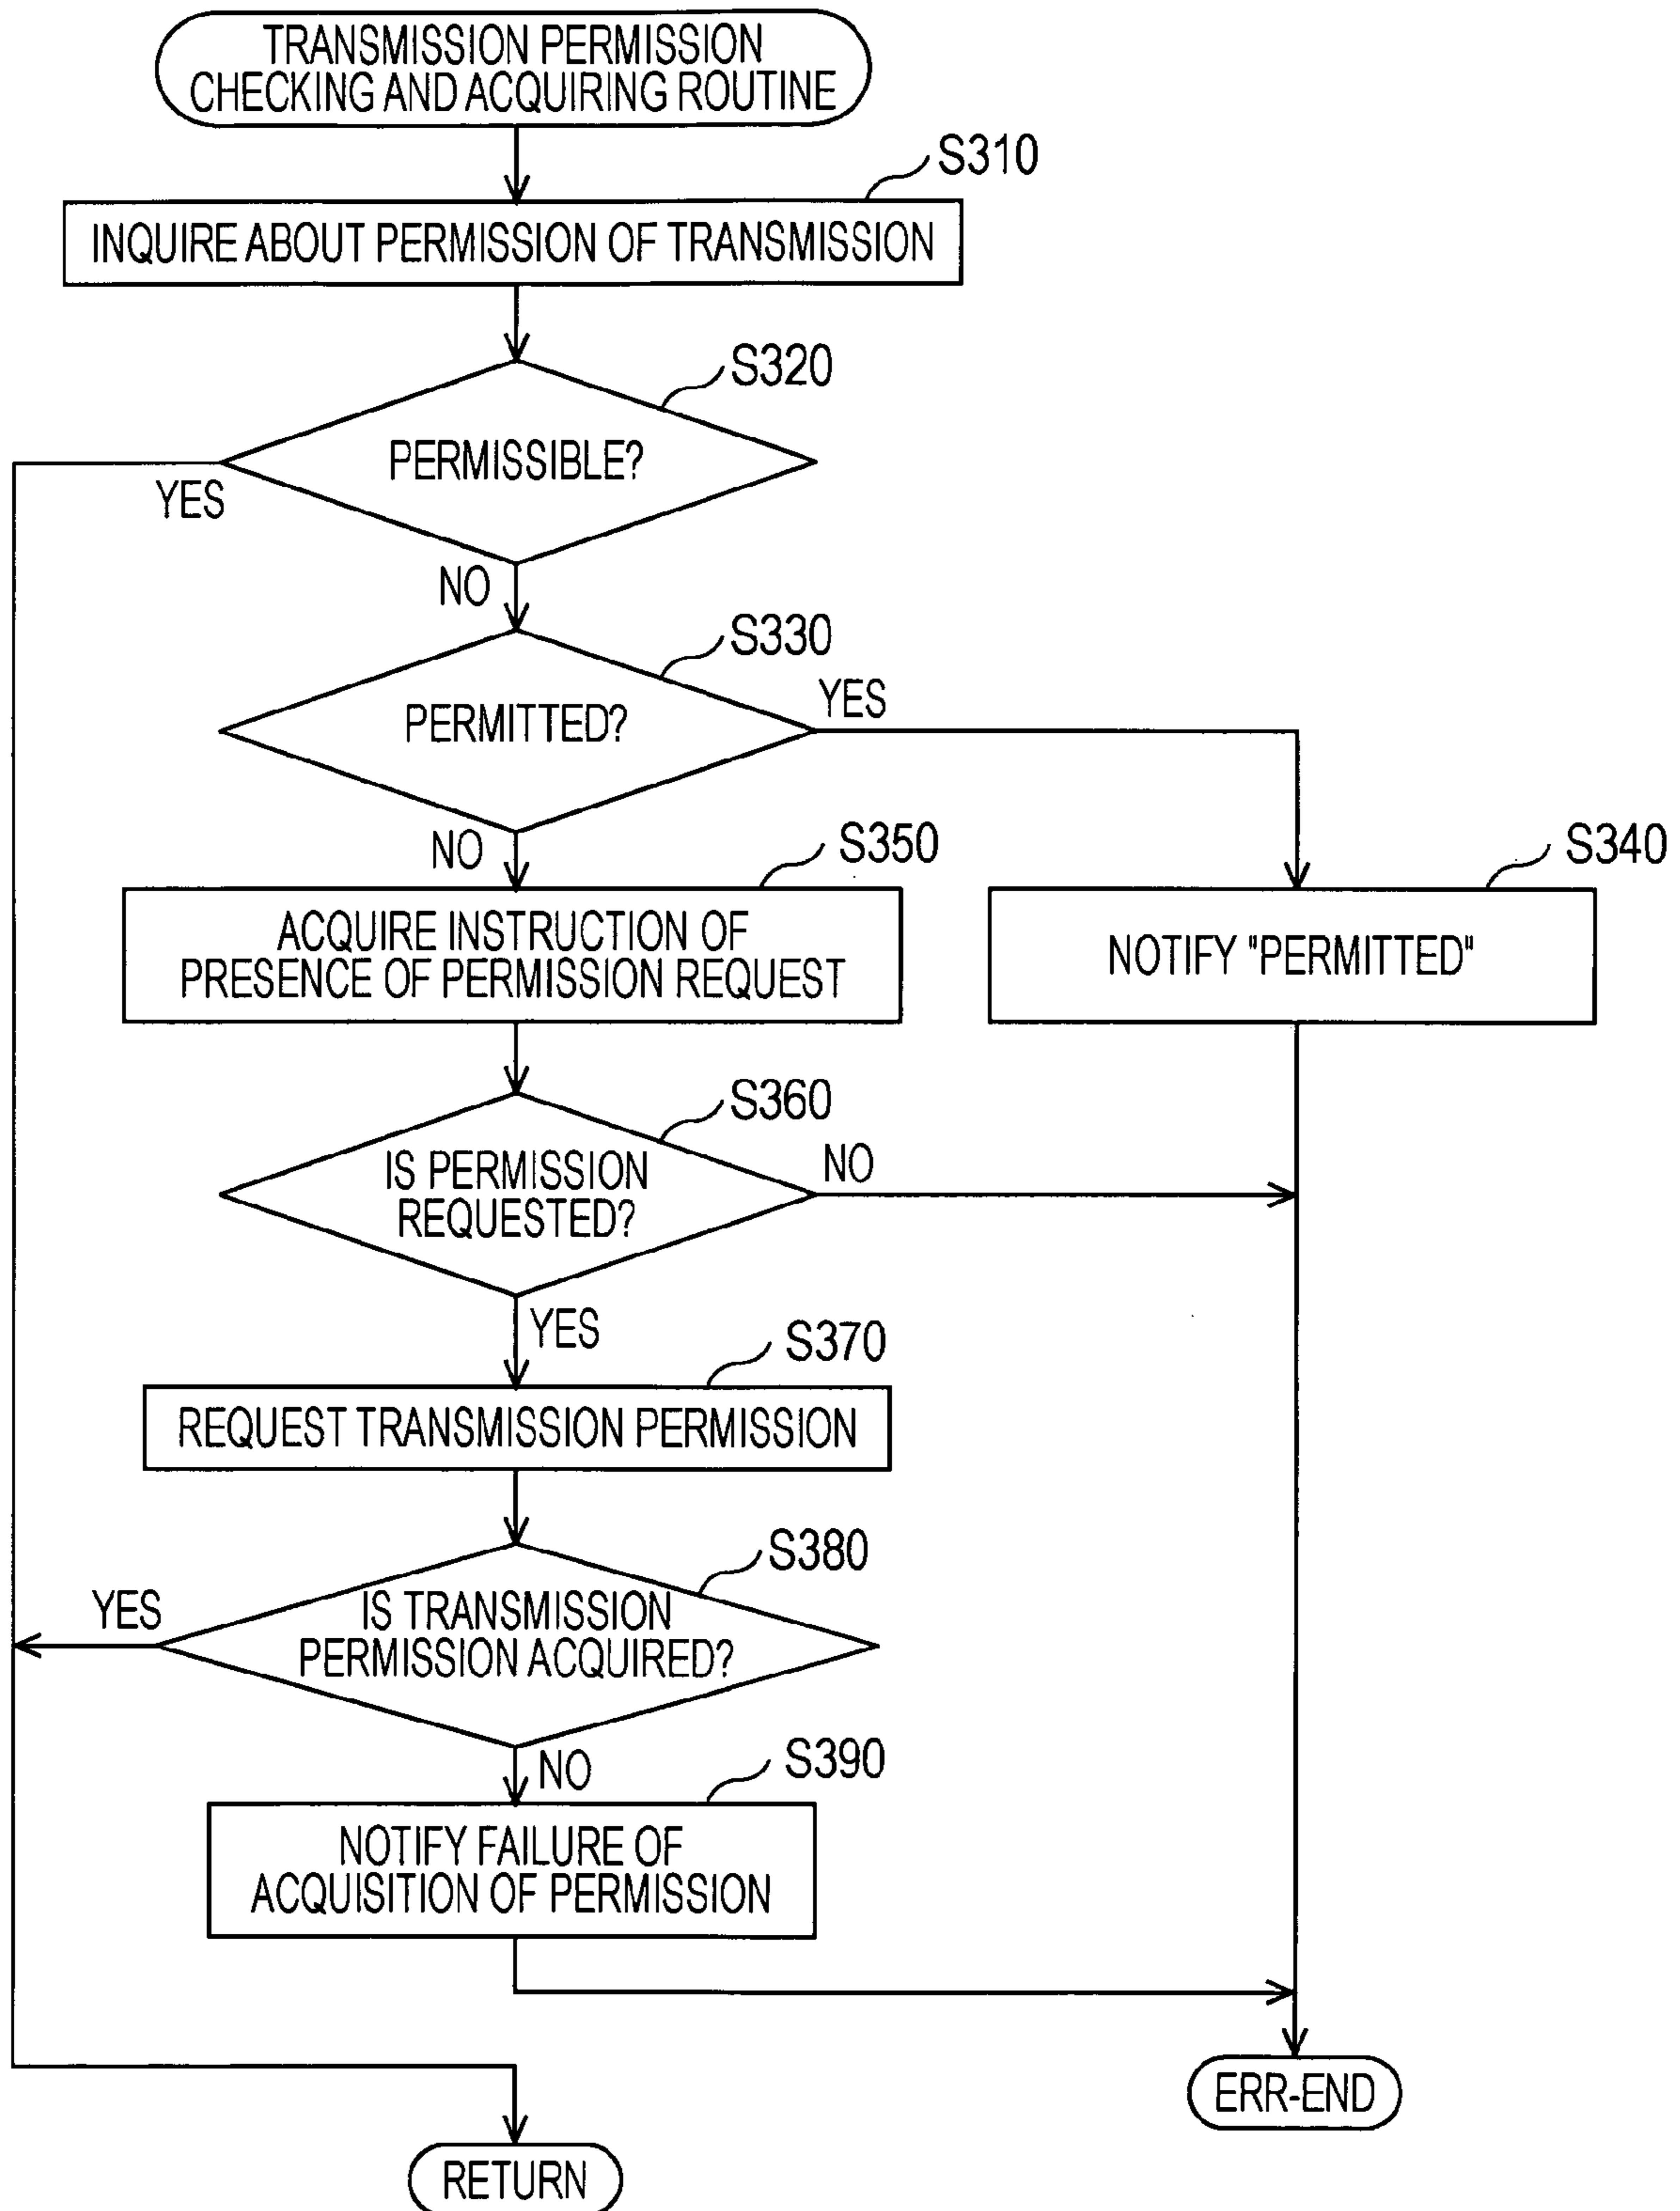 TRANSMISSION PERMISSION
CHECKING AND ACQUIRING ROUTINE
S310
INQUIRE ABOUT PERMISSION OF TRANSMISSION
S320
PERMISSIBLE?
YES
NO
S330
PERMITTED?
YES
NO
S350
ACQUIRE INSTRUCTION OF
PRESENCE OF PERMISSION REQUEST
S340
NOTIFY "PERMITTED"
S360
IS PERMISSION
REQUESTED?
NO
YES
S370
REQUEST TRANSMISSION PERMISSION
S380
IS TRANSMISSION
PERMISSION ACQUIRED?
YES
NO
S390
NOTIFY FAILURE OF
ACQUISITION OF PERMISSION
ERR-END
RETURN